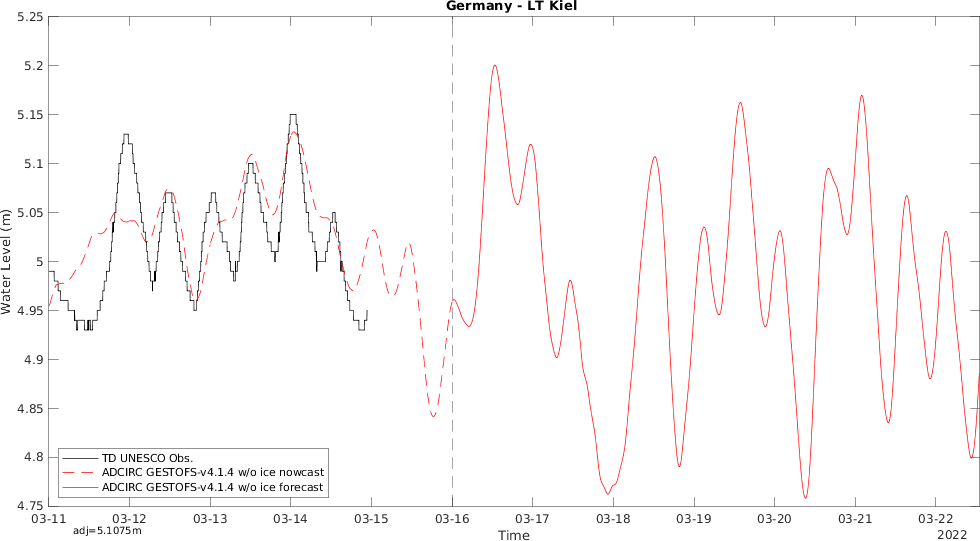 Germany - LT Kiel
5.25
5.2
5.15
5.1
5.05
5
4.95
4.9
4.85
4.8
4.75
Water Level (m)
TD UNESCO Obs.
ADCIRC GESTOFS-v4.1.4 w/o ice nowcast
ADCIRC GESTOFS-v4.1.4 w/o ice forecast
03-11 03-12 03-13 03-14 03-15 03-16 03-17 03-18 03-19 03-20 03-21 03-22
adj=5.1075m
Time
2022